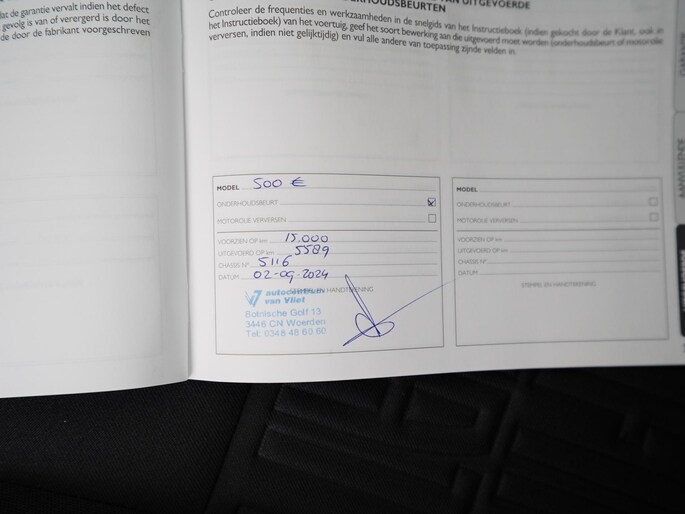 dat de garantie vervalt indien het defect
gevolg is van of verergerd is door het
de door de fabrikant voorgeschreven
UITGEVOERDE
ONDERHOUDSBEURTEN
Controleer de frequenties en werkzaamheden in de snelgids van het Instructieboek (indien gekocht door de Klant, ook in
het Instructieboek) van het voertuig, geef het soort bewerking aan die uitgevoerd moet worden (onderhoudsbeurt of motorolie
verversen, indien niet gelijktijdig) en vul alle andere van toepassing zijnde velden in.
MODEL 500 €
ONDERHOUDSBEURT
MOTOROLIE VERVERSEN
VOORZIEN OP km 15.000
UITGEVOERD OP km 5589
CHASSIS N° 5116
DATUM 02-09-2024
STEMPEL EN HANDTEKENING
autocentrum
van Vliet
Botnische Golf 13
3446 CN Woerden
Tel: 0348 48 60 60
MODEL
ONDERHOUDSBEURT
MOTOROLIE VERVERSEN
VOORZIEN OP km
UITGEVOERD OP km
CHASSIS N°
DATUM
STEMPEL EN HANDTEKENING